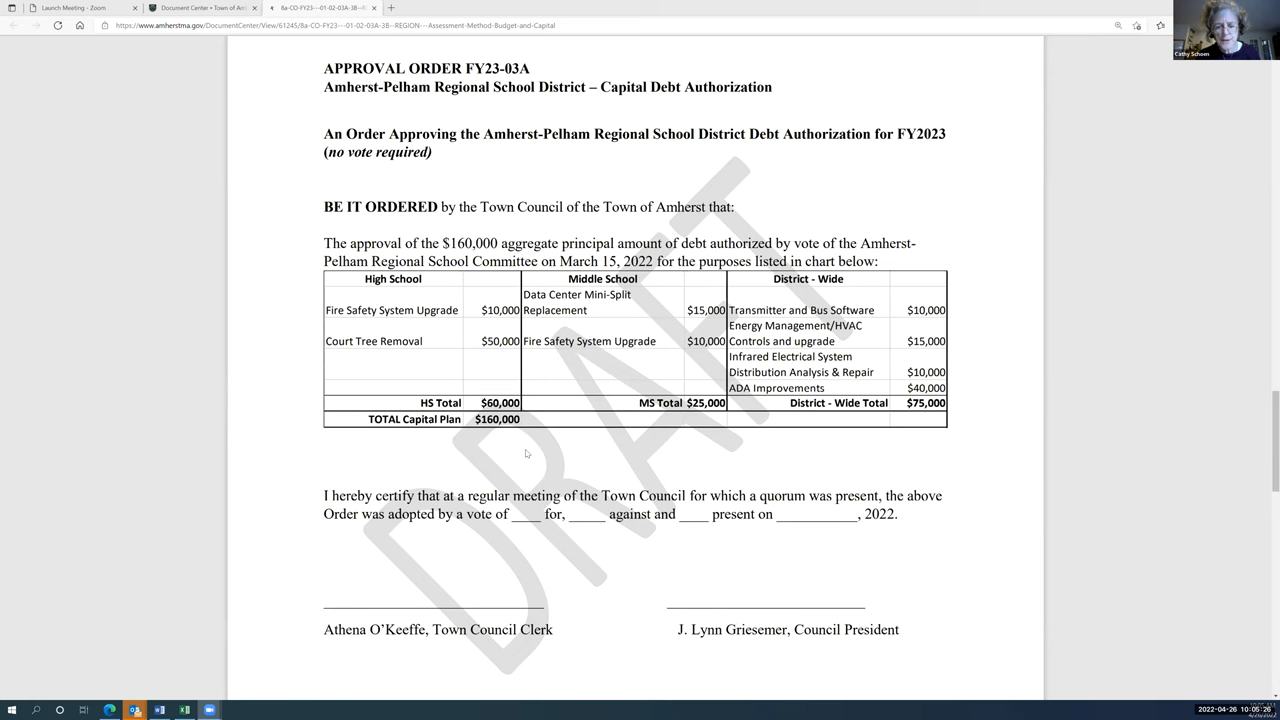 Launch Meeting - Zoom
Document Center • Town of Am
8a-CO-FY23---01-02-03A-3B--RE
https://www.amherstma.gov/DocumentCenter/View/61245/8a-CO-FY23---01-02-03A-3B--REGION---Assessment-Method-Budget-and-Capital
Cathy Schoen
APPROVAL ORDER FY23-03A
Amherst-Pelham Regional School District – Capital Debt Authorization
An Order Approving the Amherst-Pelham Regional School District Debt Authorization for FY2023
(no vote required)
BE IT ORDERED by the Town Council of the Town of Amherst that:
The approval of the $160,000 aggregate principal amount of debt authorized by vote of the Amherst-
Pelham Regional School Committee on March 15, 2022 for the purposes listed in chart below:
High School Middle School District - Wide
Data Center Mini-Split
Fire Safety System Upgrade $10,000 Replacement $15,000 Transmitter and Bus Software $10,000
Energy Management/HVAC
Court Tree Removal $50,000 Fire Safety System Upgrade $10,000 Controls and upgrade $15,000
Infrared Electrical System
Distribution Analysis & Repair $10,000
ADA Improvements $40,000
HS Total $60,000 MS Total $25,000 District - Wide Total $75,000
TOTAL Capital Plan $160,000
DRAFT
I hereby certify that at a regular meeting of the Town Council for which a quorum was present, the above
Order was adopted by a vote of ____ for, _____ against and ____ present on ___________, 2022.
Athena O'Keeffe, Town Council Clerk J. Lynn Griesemer, Council President
2022-04-26 10:05:26